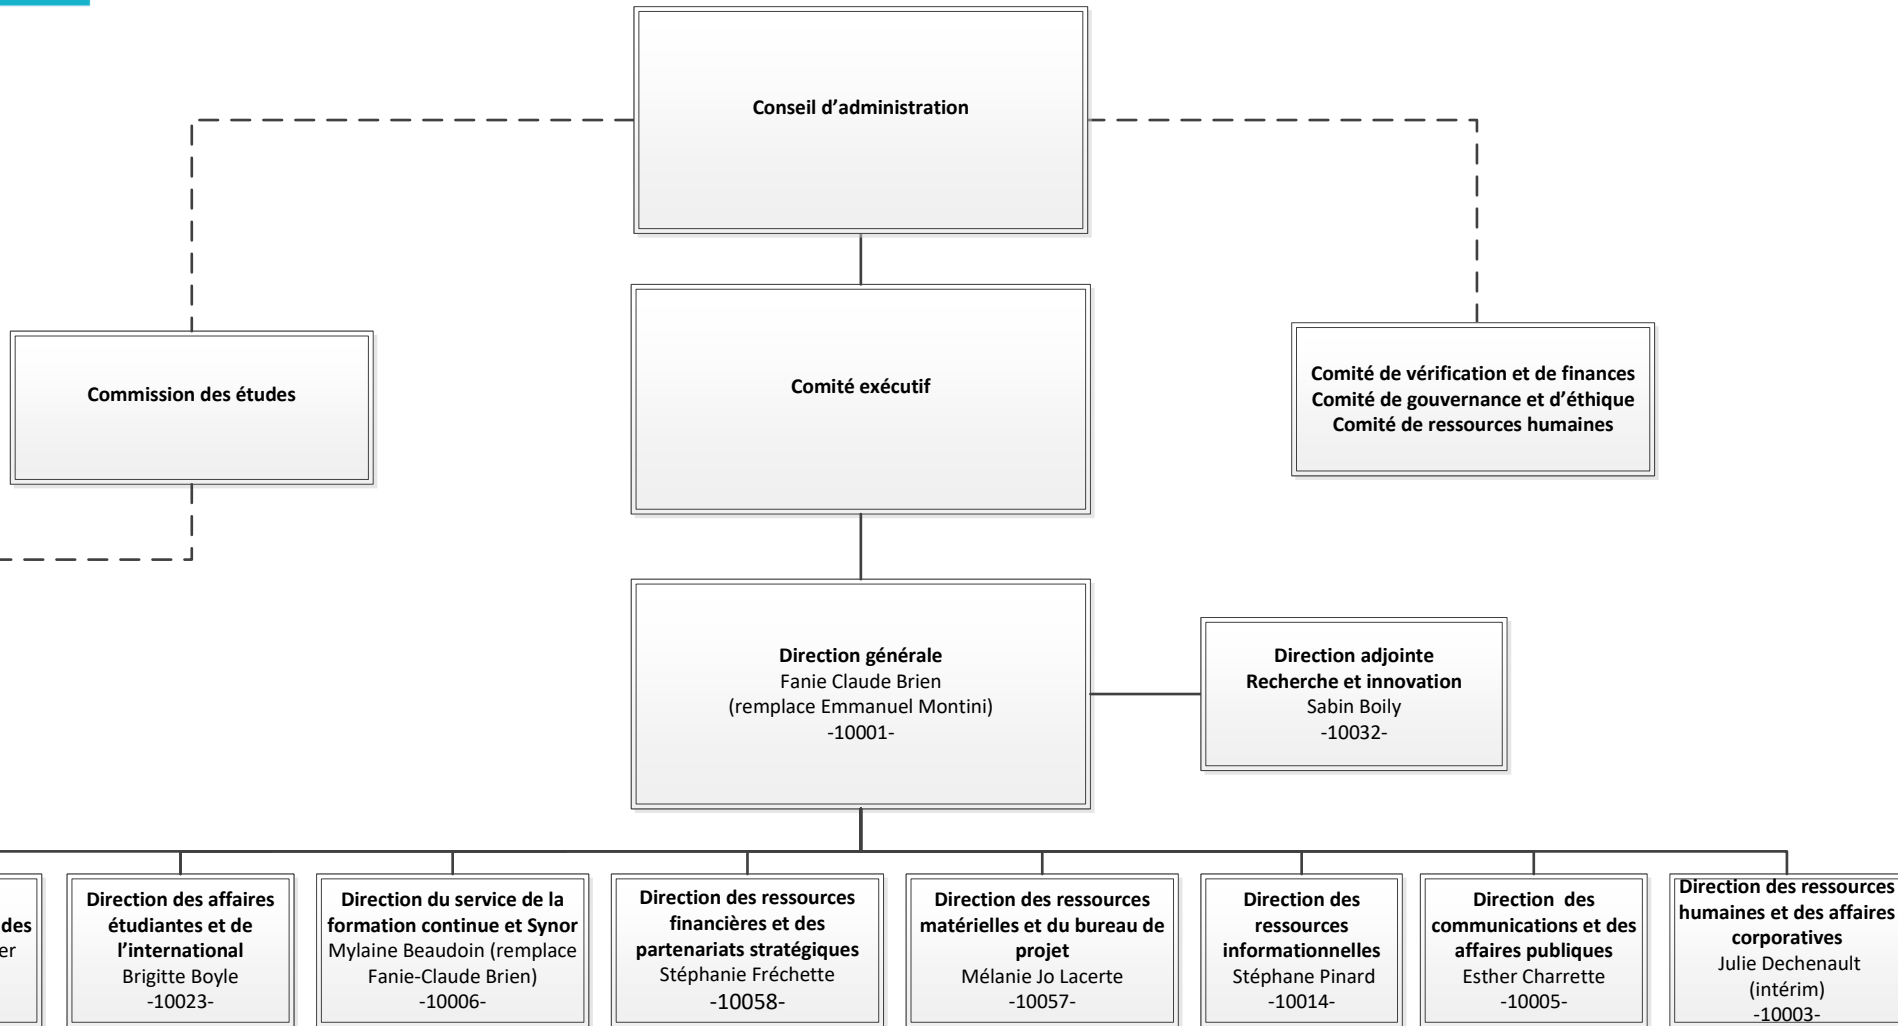 Conseil d’administration
Commission des études
Comité exécutif
Comité de vérification et de finances
Comité de gouvernance et d’éthique
Comité de ressources humaines
Direction générale
Fanie Claude Brien
(remplace Emmanuel Montini)
-10001-
Direction adjointe
Recherche et innovation
Sabin Boily
-10032-
des
er
Direction des affaires
étudiantes et de
l’international
Brigitte Boyle
-10023-
Direction du service de la
formation continue et Synor
Mylaine Beaudoin (remplace
Fanie-Claude Brien)
-10006-
Direction des ressources
financières et des
partenariats stratégiques
Stéphanie Fréchette
-10058-
Direction des ressources
matérielles et du bureau de
projet
Mélanie Jo Lacerte
-10057-
Direction des
ressources
informationnelles
Stéphane Pinard
-10014-
Direction des
communications et des
affaires publiques
Esther Charrette
-10005-
Direction des ressources
humaines et des affaires
corporatives
Julie Dechenault
(intérim)
-10003-